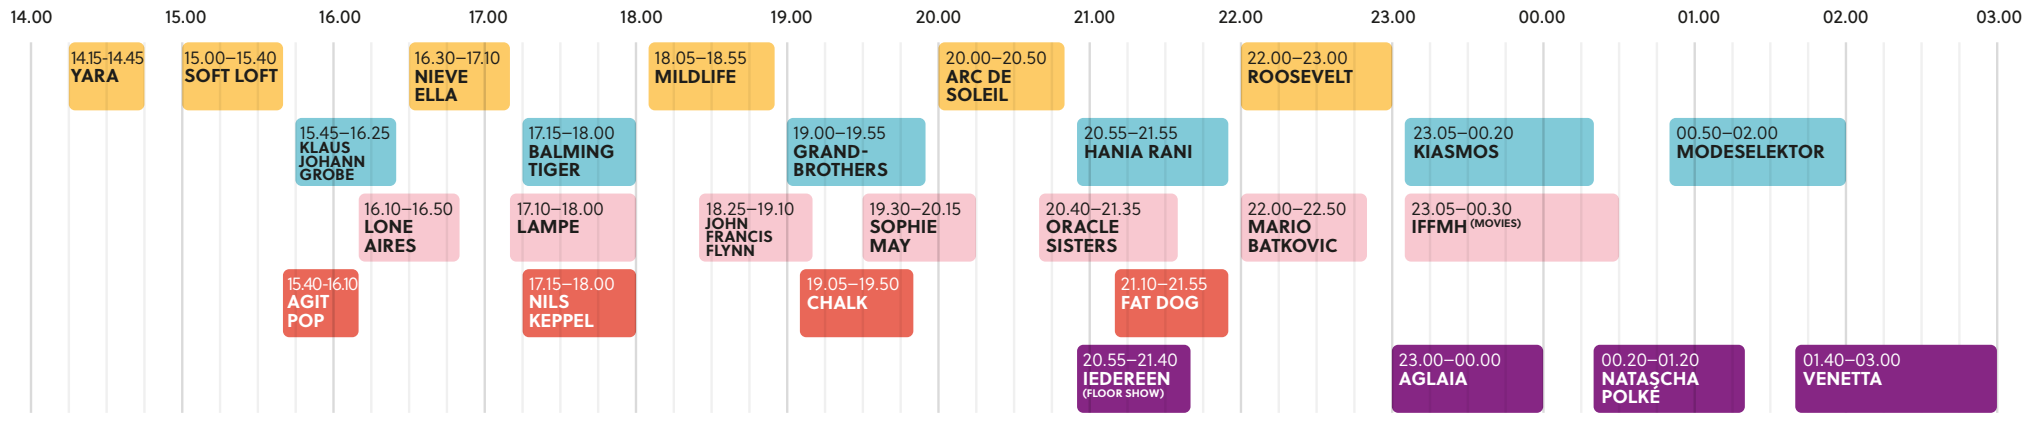 14.00 15.00 16.00 17.00 18.00 19.00 20.00 21.00 22.00 23.00 00.00 01.00 02.00 03.00
14.15-14.45
YARA
15.00–15.40
SOFT LOFT
16.30–17.10
NIEVE
ELLA
18.05–18.55
MILDLIFE
20.00–20.50
ARC DE
SOLEIL
22.00–23.00
ROOSEVELT
15.45–16.25
KLAUS
JOHANN
GROBE
17.15–18.00
BALMING
TIGER
19.00–19.55
GRAND-
BROTHERS
20.55–21.55
HANIA RANI
23.05–00.20
KIASMOS
00.50–02.00
MODESELEKTOR
16.10–16.50
LONE
AIRES
17.10–18.00
LAMPE
18.25–19.10
JOHN
FRANCIS
FLYNN
19.30–20.15
SOPHIE
MAY
20.40–21.35
ORACLE
SISTERS
22.00–22.50
MARIO
BATKOVIC
23.05–00.30
IFFMH (MOVIES)
15.40-16.10
AGIT
POP
17.15–18.00
NILS
KEPPEL
19.05–19.50
CHALK
21.10–21.55
FAT DOG
20.55–21.40
IEDEREEN
(FLOOR SHOW)
23.00–00.00
AGLAIA
00.20–01.20
NATASCHA
POLKÉ
01.40–03.00
VENETTA